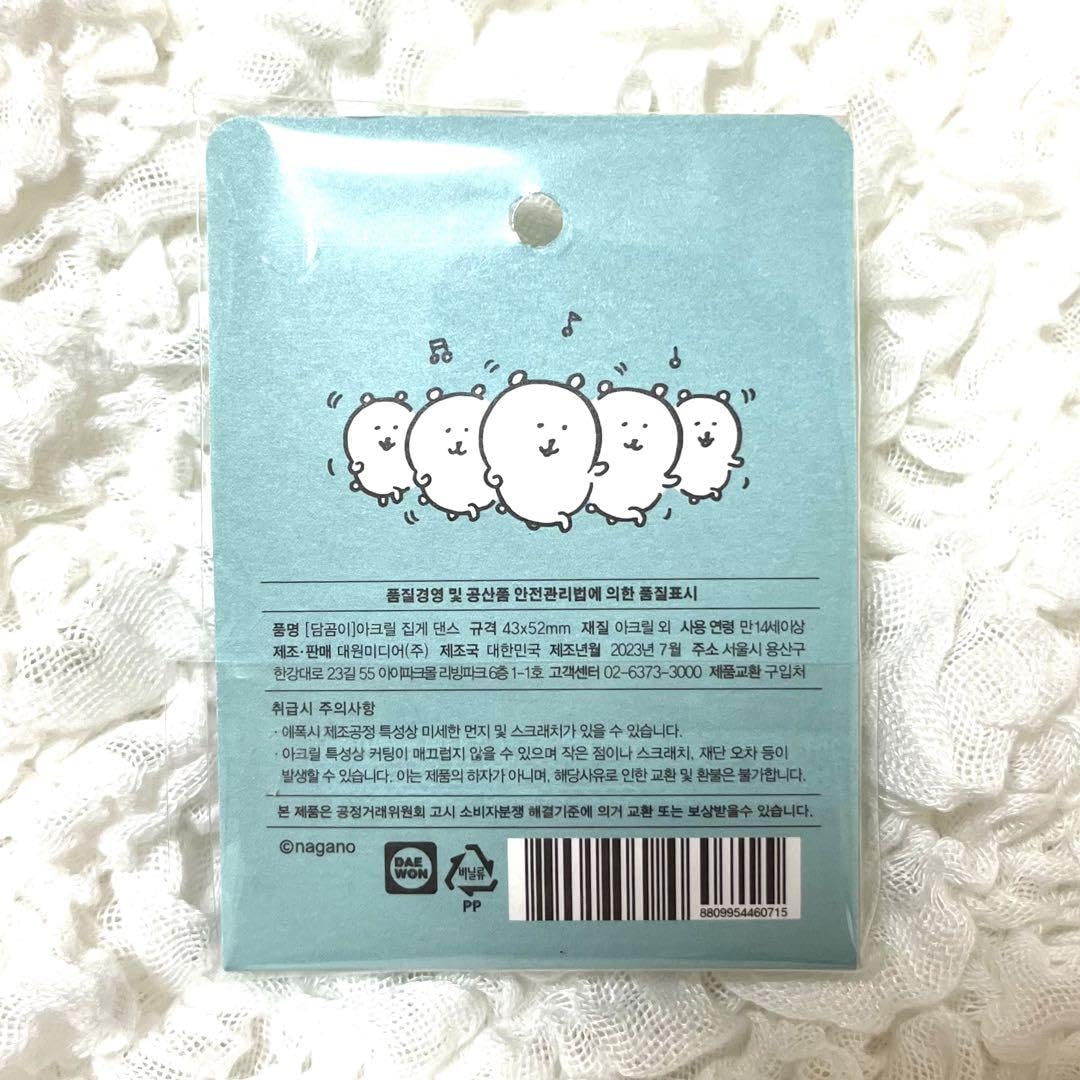 품질경영 및 공산품 안전관리법에 의한 품질표시
품명 [담곰이]아크릴 집게 댄스 규격 43x52mm 재질 아크릴 외 사용 연령 만14세이상
제조·판매 대원미디어(주) 제조국 대한민국 제조년월 2023년 7월 주소 서울시 용산구
한강대로 23길 55 아이파크몰 리빙파크 6층 1-1호 고객센터 02-6373-3000 제품교환 구입처
취급시 주의사항
· 에폭시 제조공정 특성상 미세한 먼지 및 스크래치가 있을 수 있습니다.
· 아크릴 특성상 커팅이 매끄럽지 않을 수 있으며 작은 점이나 스크래치, 재단 오차 등이
발생할 수 있습니다. 이는 제품의 하자가 아니며, 해당사유로 인한 교환 및 환불은 불가합니다.
본 제품은 공정거래위원회 고시 소비자분쟁 해결기준에 의거 교환 또는 보상받을수 있습니다.
©nagano
DAE
WON
비닐류
PP
8809954460715